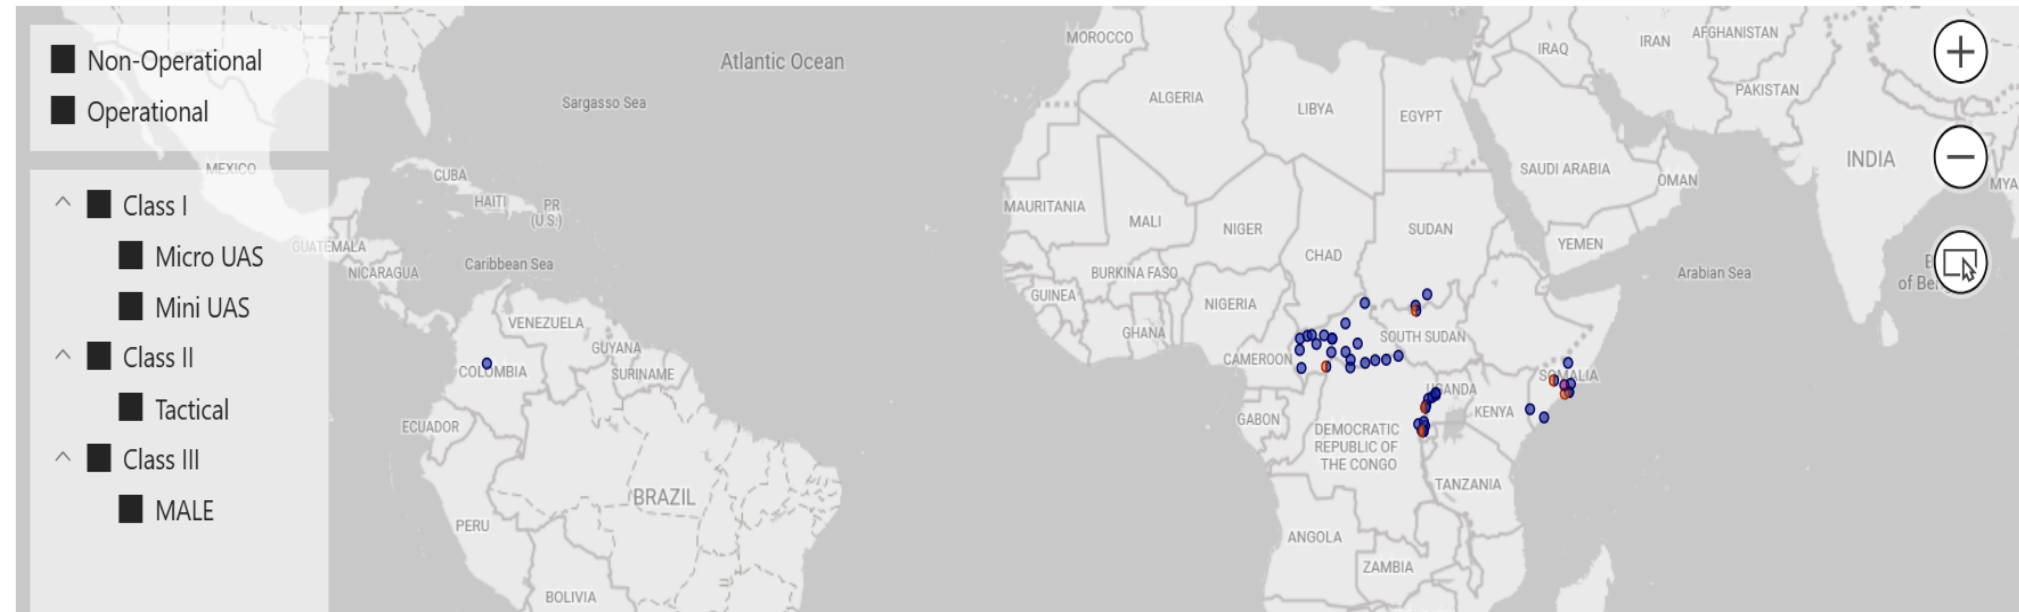 Non-Operational
Operational
Class I
Micro UAS
Mini UAS
Class II
Tactical
Class III
MALE
Atlantic Ocean
Sargasso Sea
MEXICO
CUBA
HAITI
PR
(U.S.)
GUATEMALA
NICARAGUA
Caribbean Sea
VENEZUELA
GUYANA
SURINAME
COLOMBIA
ECUADOR
BRAZIL
PERU
BOLIVIA
MOROCCO
ALGERIA
LIBYA
EGYPT
IRAQ
IRAN
AFGHANISTAN
PAKISTAN
SAUDI ARABIA
OMAN
INDIA
MYA
MAURITANIA
MALI
NIGER
CHAD
SUDAN
YEMEN
Arabian Sea
of Be
BURKINA FASO
GUINEA
NIGERIA
GHANA
CAMEROON
SOUTH SUDAN
SOMALIA
UGANDA
KENYA
GABON
DEMOCRATIC
REPUBLIC OF
THE CONGO
TANZANIA
ANGOLA
ZAMBIA